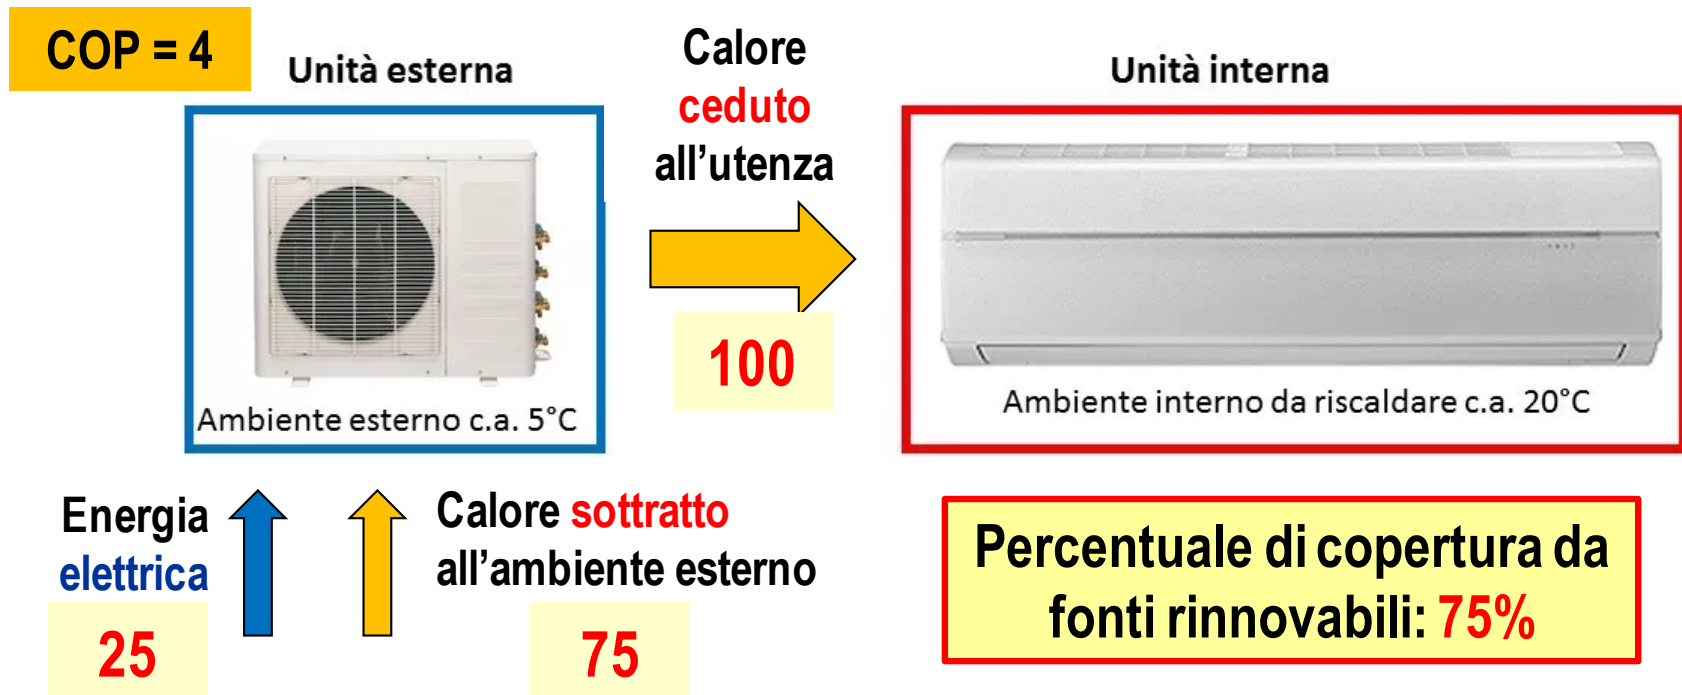 COP = 4
Unità esterna
Calore
ceduto
all’utenza
Unità interna
100
Ambiente esterno c.a. 5°C
Ambiente interno da riscaldare c.a. 20°C
Energia
elettrica
25
Calore sottratto
all’ambiente esterno
75
Percentuale di copertura da
fonti rinnovabili: 75%